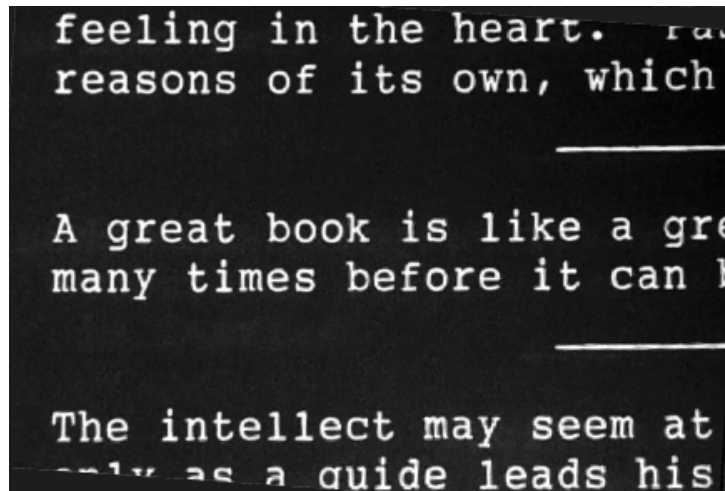 feeling in the heart.
reasons of its own, which
A great book is like a
many times before it can
The intellect may seem at
only as a guide leads his